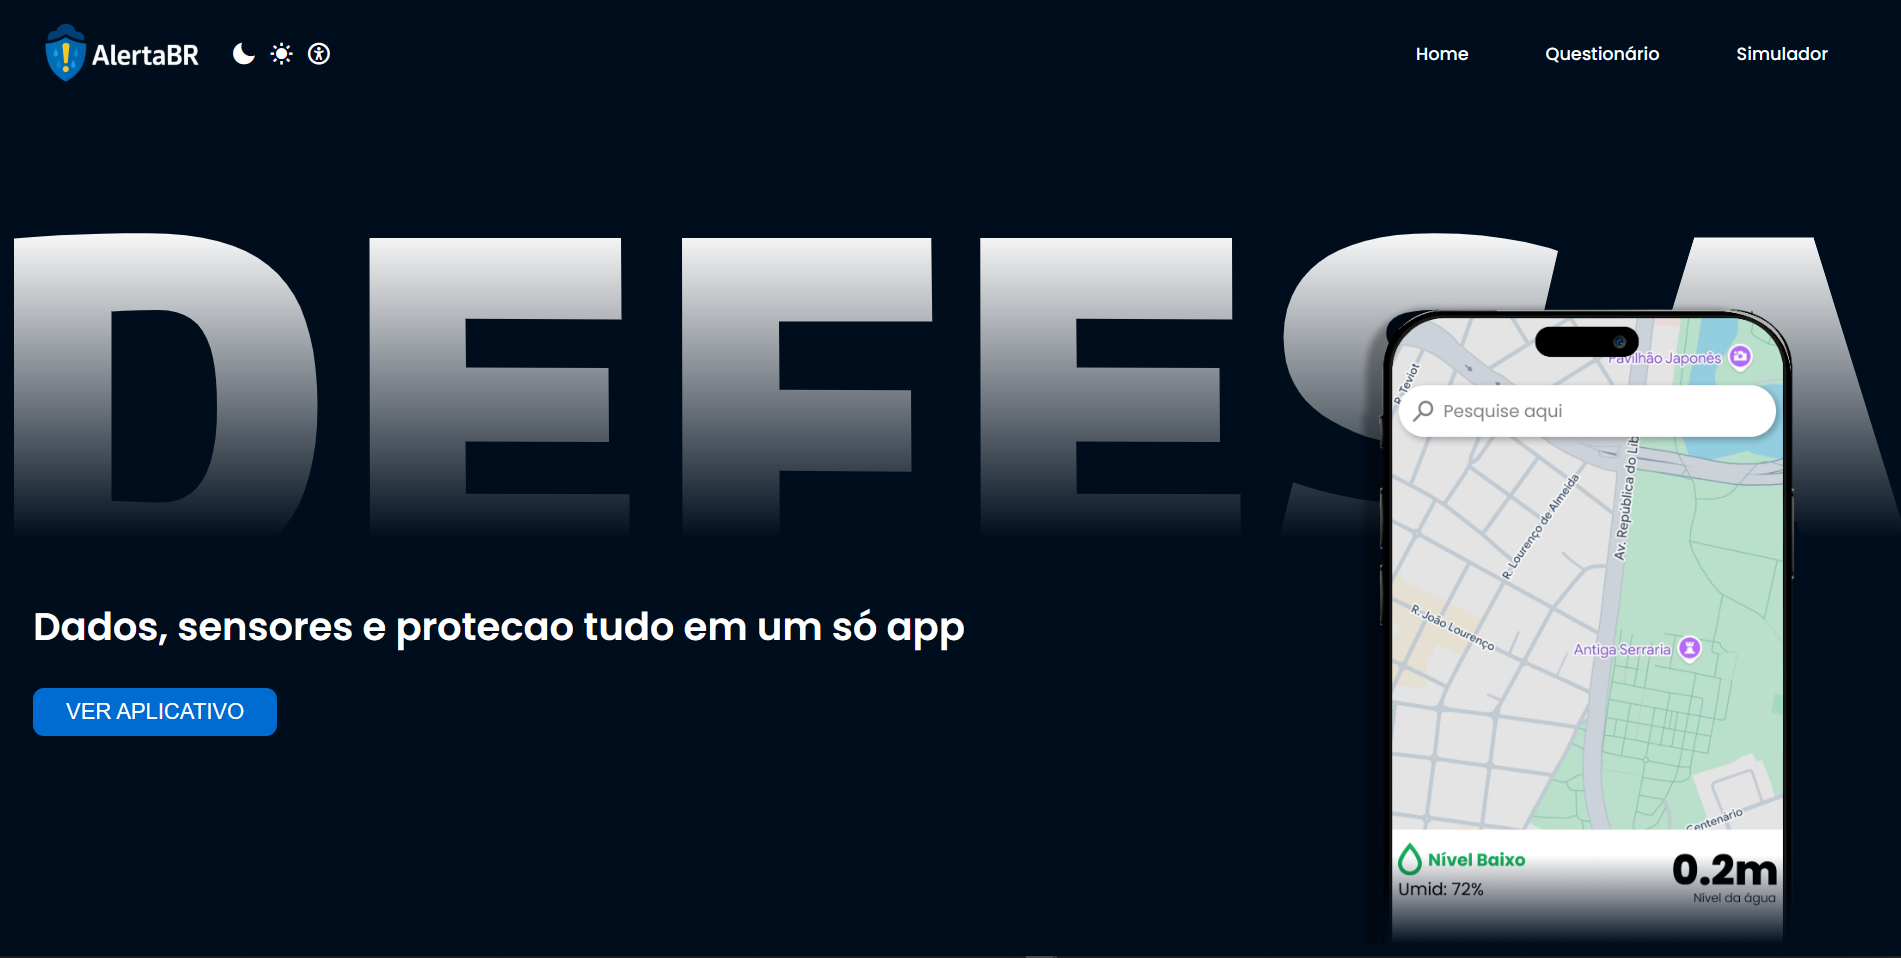 AlertaBR
Home
Questionário
Simulador
DEFESA
Pavilhão Japonês
R. Teviot
Pesquise aqui
Av. República do Lib
R. Lourenço de Almeida
R. João Lourenço
Antiga Serraria
Centenário
Dados, sensores e protecao tudo em um só app
VER APLICATIVO
Nível Baixo
0.2m
Umid: 72%
Nível da água